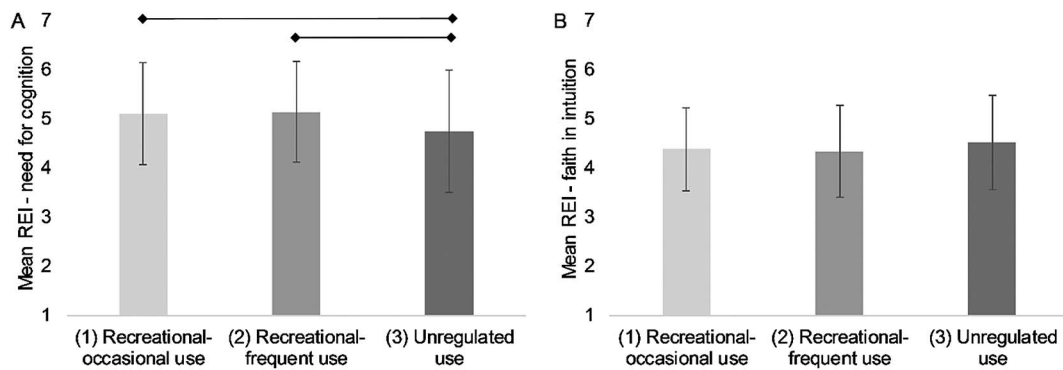 A
Mean REI - need for cognition
7
6
5
4
3
2
1
(1) Recreational-
occasional use
(2) Recreational-
frequent use
(3) Unregulated
use
B
Mean REI - faith in intuition
7
6
5
4
3
2
1
(1) Recreational-
occasional use
(2) Recreational-
frequent use
(3) Unregulated
use